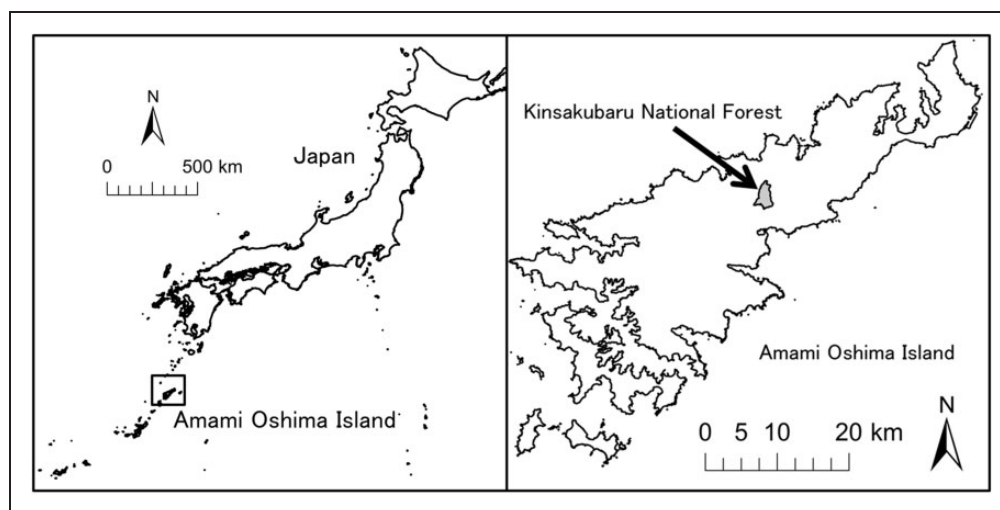 N
0 500 km
Japan
Amami Oshima Island
Kinsakubaru National Forest
Amami Oshima Island
N
0 5 10 20 km